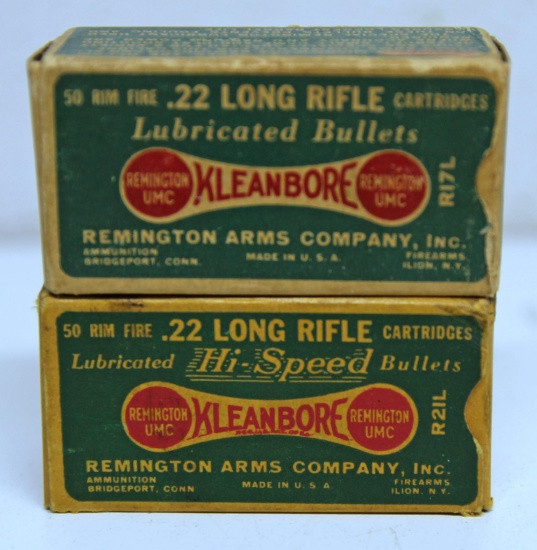 50 RIM FIRE .22 LONG RIFLE CARTRIDGES
Lubricated Bullets
REMINGTON UMC KLEANBORE REMINGTON UMC
R17L
REMINGTON ARMS COMPANY, INC.
AMMUNITION BRIDGEPORT, CONN. MADE IN U. S. A. FIREARMS ILION, N.Y.
50 RIM FIRE .22 LONG RIFLE CARTRIDGES
Lubricated Hi-Speed Bullets
REMINGTON UMC KLEANBORE REMINGTON UMC
R21L
REMINGTON ARMS COMPANY, INC.
AMMUNITION BRIDGEPORT, CONN MADE IN U. S. A. FIREARMS ILION, N.Y.